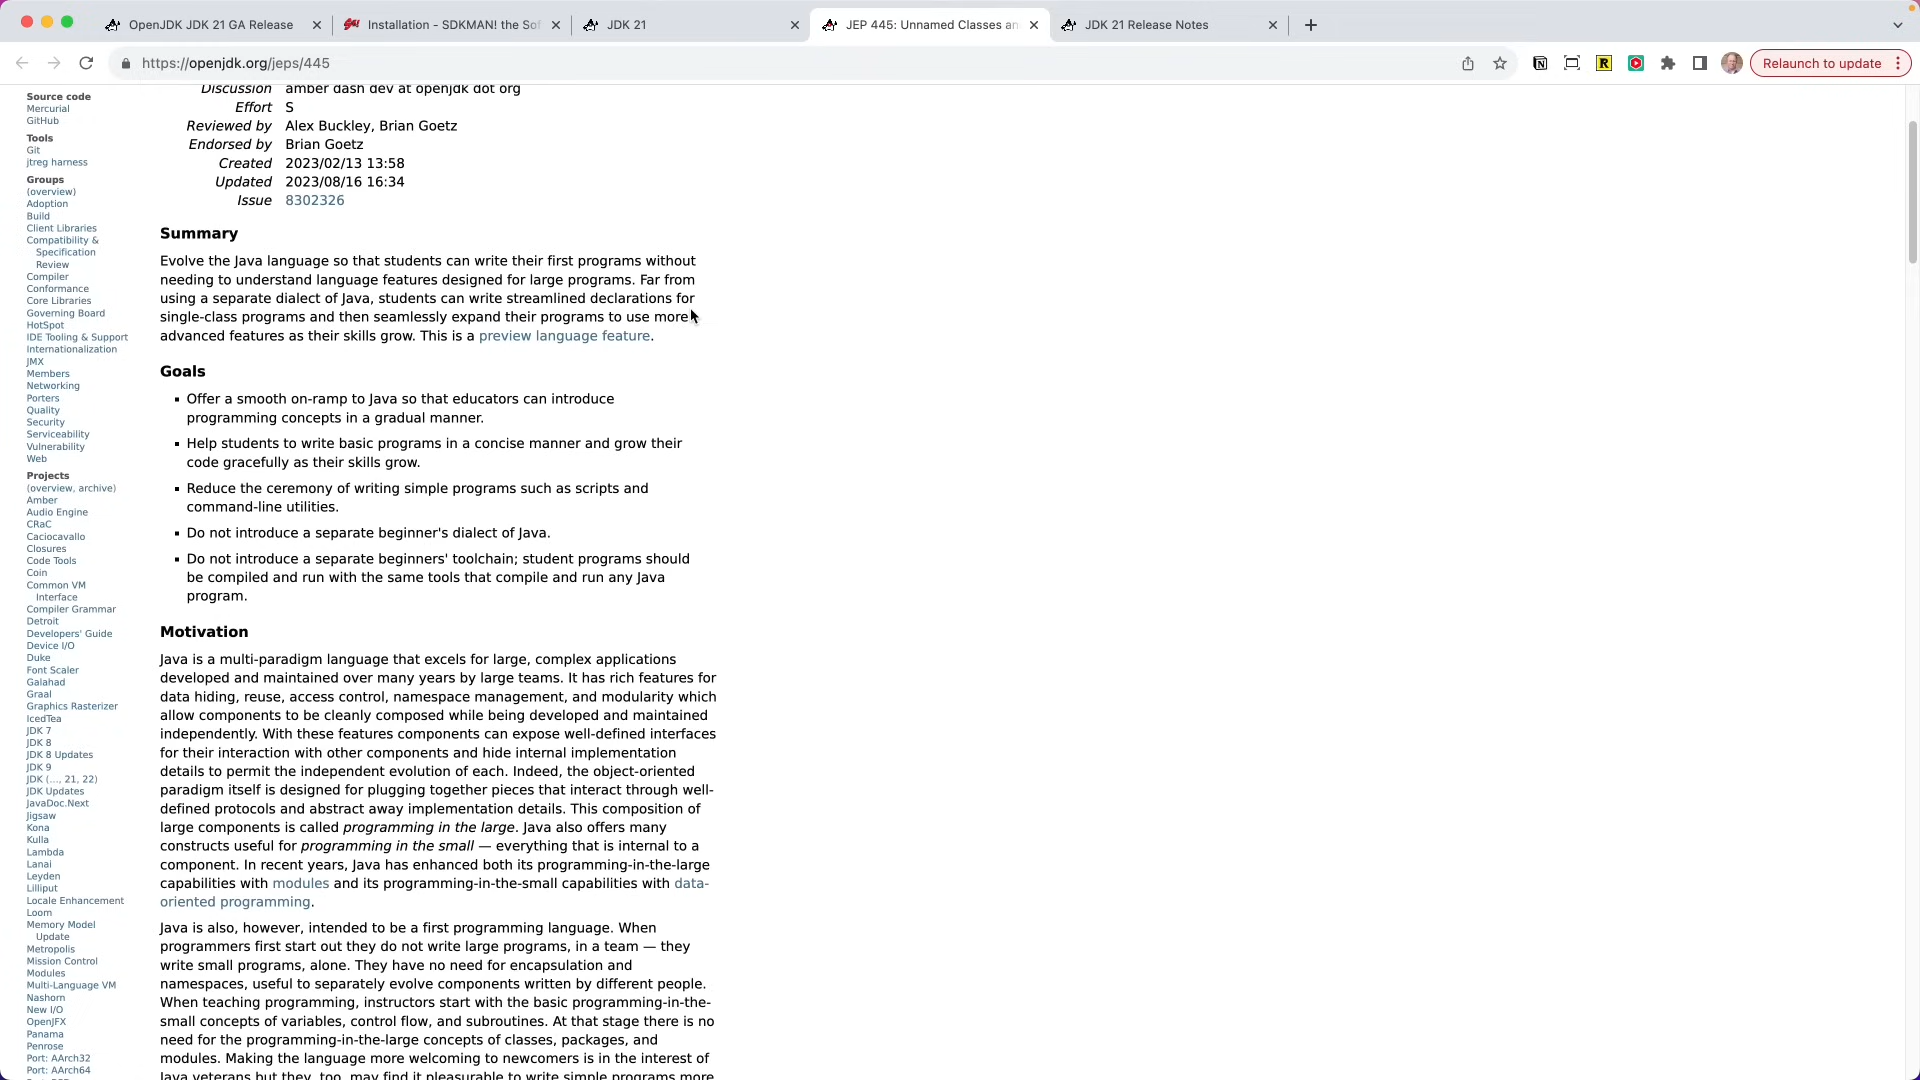 OpenJDK JDK 21 GA Release
Installation - SDKMAN! the Sof
JDK 21
JEP 445: Unnamed Classes an
JDK 21 Release Notes
https://openjdk.org/jeps/445
Relaunch to update
Source code
Mercurial
GitHub
Tools
Git
jtreg harness
Groups
(overview)
Adoption
Build
Client Libraries
Compatibility &
Specification
Review
Compiler
Conformance
Core Libraries
Governing Board
HotSpot
IDE Tooling & Support
Internationalization
JMX
Members
Networking
Porters
Quality
Security
Serviceability
Vulnerability
Web
Projects
(overview, archive)
Amber
Audio Engine
CRaC
Caciocavallo
Closures
Code Tools
Coin
Common VM
Interface
Compiler Grammar
Detroit
Developers' Guide
Device I/O
Duke
Font Scaler
Galahad
Graal
Graphics Rasterizer
IcedTea
JDK 7
JDK 8
JDK 8 Updates
JDK 9
JDK (..., 21, 22)
JDK Updates
JavaDoc.Next
Jigsaw
Kona
Kulla
Lambda
Lanai
Leyden
Lilliput
Locale Enhancement
Loom
Memory Model
Update
Metropolis
Mission Control
Modules
Multi-Language VM
Nashorn
New I/O
OpenJFX
Panama
Penrose
Port: AArch32
Port: AArch64
Discussion amber dash dev at openjdk dot org
Effort S
Reviewed by Alex Buckley, Brian Goetz
Endorsed by Brian Goetz
Created 2023/02/13 13:58
Updated 2023/08/16 16:34
Issue 8302326
Summary
Evolve the Java language so that students can write their first programs without
needing to understand language features designed for large programs. Far from
using a separate dialect of Java, students can write streamlined declarations for
single-class programs and then seamlessly expand their programs to use more
advanced features as their skills grow. This is a preview language feature.
Goals
▪ Offer a smooth on-ramp to Java so that educators can introduce
programming concepts in a gradual manner.
▪ Help students to write basic programs in a concise manner and grow their
code gracefully as their skills grow.
▪ Reduce the ceremony of writing simple programs such as scripts and
command-line utilities.
▪ Do not introduce a separate beginner's dialect of Java.
▪ Do not introduce a separate beginners' toolchain; student programs should
be compiled and run with the same tools that compile and run any Java
program.
Motivation
Java is a multi-paradigm language that excels for large, complex applications
developed and maintained over many years by large teams. It has rich features for
data hiding, reuse, access control, namespace management, and modularity which
allow components to be cleanly composed while being developed and maintained
independently. With these features components can expose well-defined interfaces
for their interaction with other components and hide internal implementation
details to permit the independent evolution of each. Indeed, the object-oriented
paradigm itself is designed for plugging together pieces that interact through well-
defined protocols and abstract away implementation details. This composition of
large components is called programming in the large. Java also offers many
constructs useful for programming in the small — everything that is internal to a
component. In recent years, Java has enhanced both its programming-in-the-large
capabilities with modules and its programming-in-the-small capabilities with data-
oriented programming.
Java is also, however, intended to be a first programming language. When
programmers first start out they do not write large programs, in a team — they
write small programs, alone. They have no need for encapsulation and
namespaces, useful to separately evolve components written by different people.
When teaching programming, instructors start with the basic programming-in-the-
small concepts of variables, control flow, and subroutines. At that stage there is no
need for the programming-in-the-large concepts of classes, packages, and
modules. Making the language more welcoming to newcomers is in the interest of
Java veterans but they, too, may find it pleasurable to write simple programs more